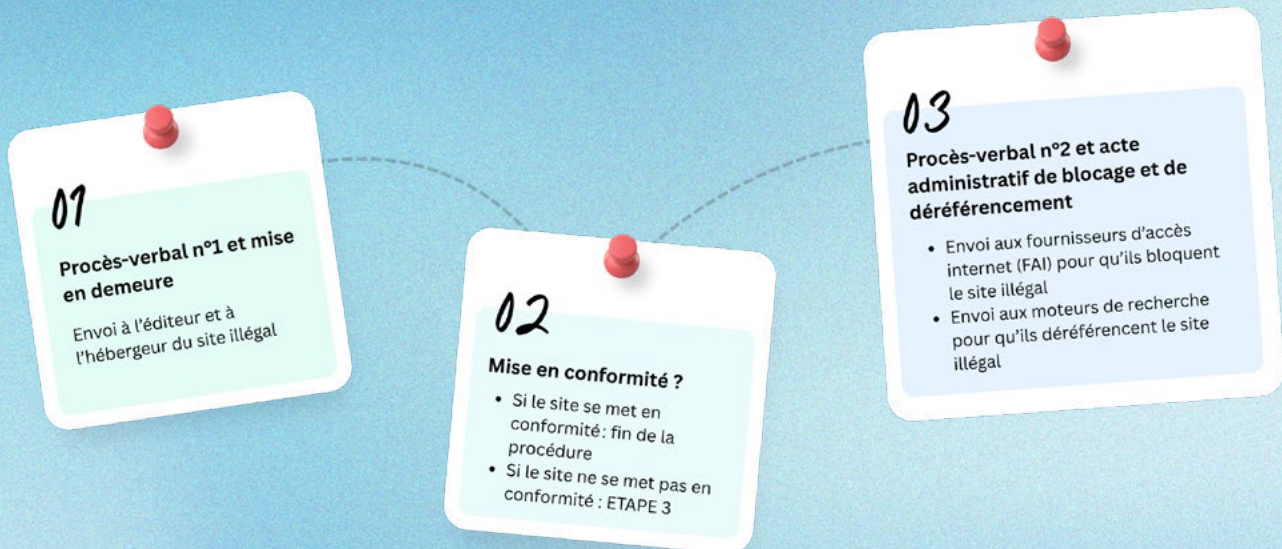 01
Procès-verbal n°1 et mise
en demeure
Envoi à l'éditeur et à
l'hébergeur du site illégal
02
Mise en conformité ?
• Si le site se met en
conformité : fin de la
procédure
• Si le site ne se met pas en
conformité : ETAPE 3
03
Procès-verbal n°2 et acte
administratif de blocage et de
déréférencement
• Envoi aux fournisseurs d'accès
internet (FAI) pour qu'ils bloquent
le site illégal
• Envoi aux moteurs de recherche
pour qu'ils déréférencent le site
illégal